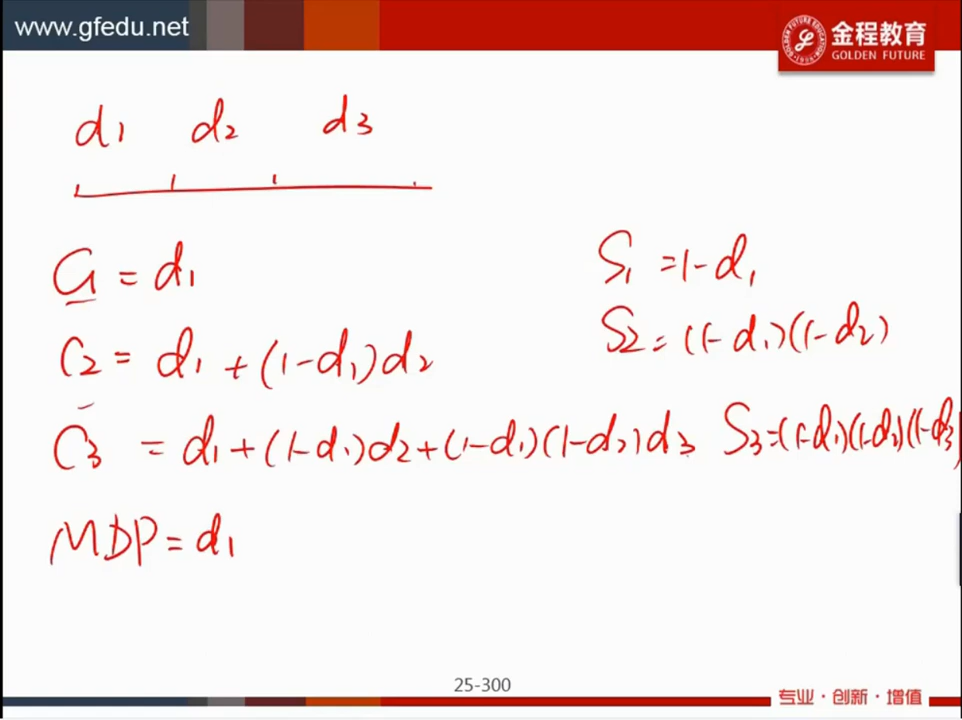 www.gfedu.net
金程教育
GOLDEN FUTURE
d1 d2 d3
C1 = d1
S1 = 1-d1
C2 = d1 + (1-d1)d2
S2 = (1-d1)(1-d2)
C3 = d1 + (1-d1)d2 + (1-d1)(1-d2)d3
S3 = (1-d1)(1-d2)(1-d3)
MDP = d1
25-300
专业·创新·增值